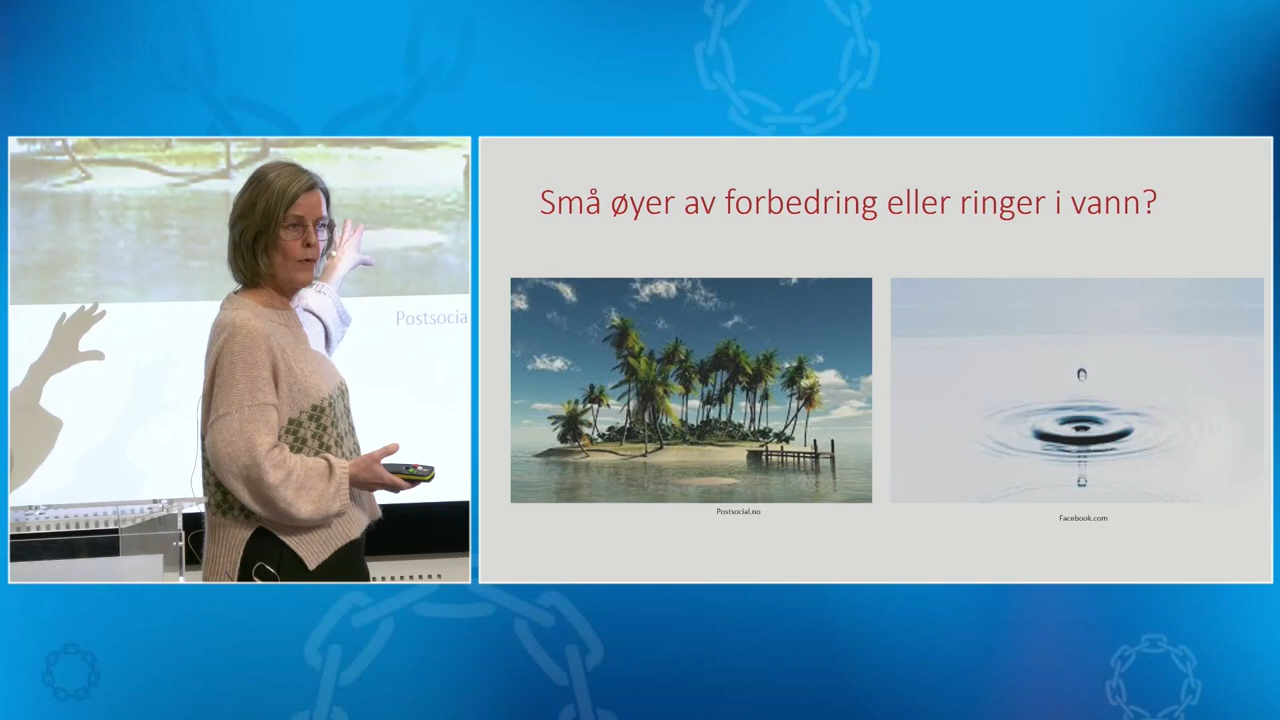 Postsocia
Små øyer av forbedring eller ringer i vann?
Postsocial.no
Facebook.com